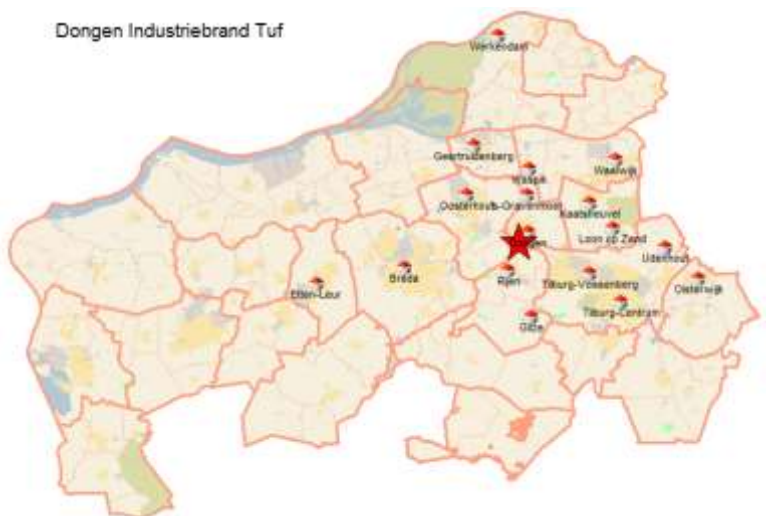 Dongen Industriebrand Tuf
Werkendam
Geertruidenberg
Waspik
Waalwijk
Oosterhout
s-Gravenmoer
Kaatsheuvel
Loon op Zand
Udenhout
Rijen
Tilburg-Vossenberg
Oisterwijk
Breda
Etten-Leur
Tilburg-Centrum
Gilze